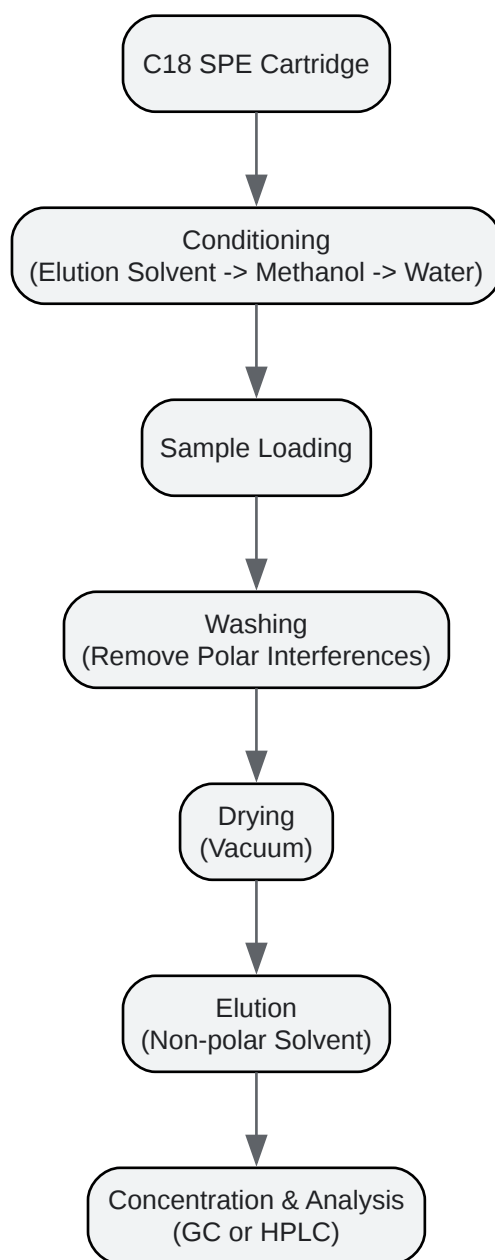 C18 SPE Cartridge
Conditioning
(Elution Solvent -> Methanol -> Water)
Sample Loading
Washing
(Remove Polar Interferences)
Drying
(Vacuum)
Elution
(Non-polar Solvent)
Concentration & Analysis
(GC or HPLC)